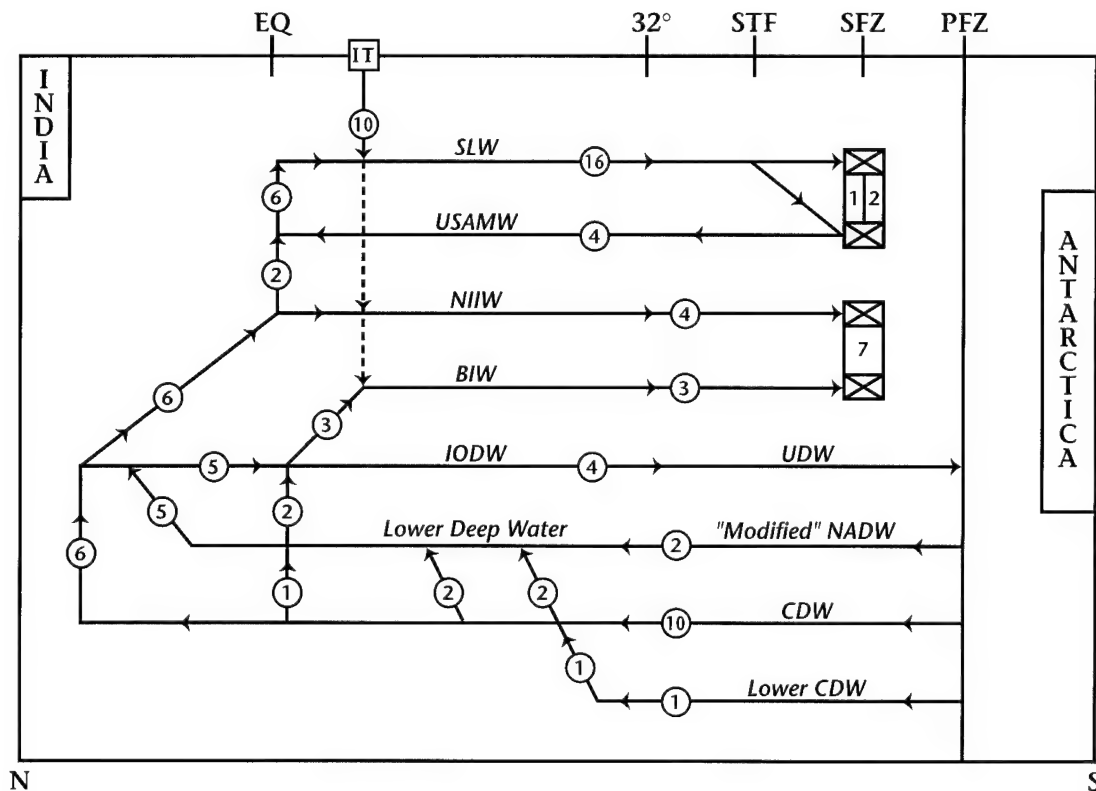 EQ 32° STF SFZ PFZ
IT
INDIA
10
SLW
16
6
1 2
USAMW
4
2
NIIW
4
7
BIW
3
6
3
ANTARCTICA
5
IODW
4
UDW
5
2
Lower Deep Water
2
"Modified" NADW
6
1
2
2
10
CDW
1
1
Lower CDW
N S